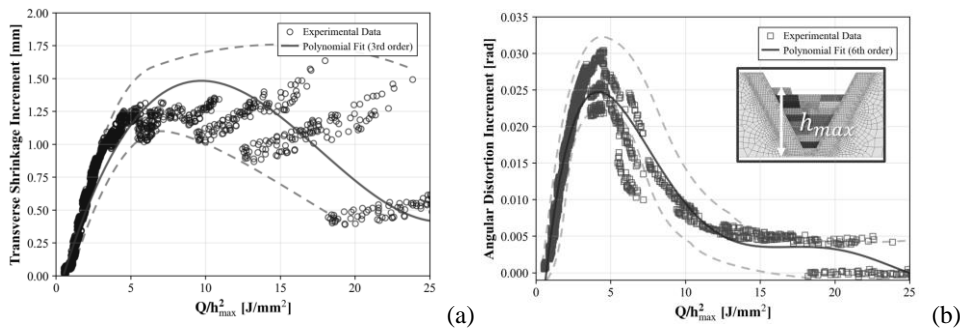 Transverse Shrinkage Increment [mm]
2.00
1.75
1.50
1.25
1.00
0.75
0.50
0.25
0.00
0
5
10
15
20
25
Q/h²max [J/mm²]
Experimental Data
Polynomial Fit (3rd order)
(a)
Angular Distortion Increment [rad]
0.035
0.030
0.025
0.020
0.015
0.010
0.005
0.000
0
5
10
15
20
25
Q/h²max [J/mm²]
Experimental Data
Polynomial Fit (6th order)
hmax
(b)